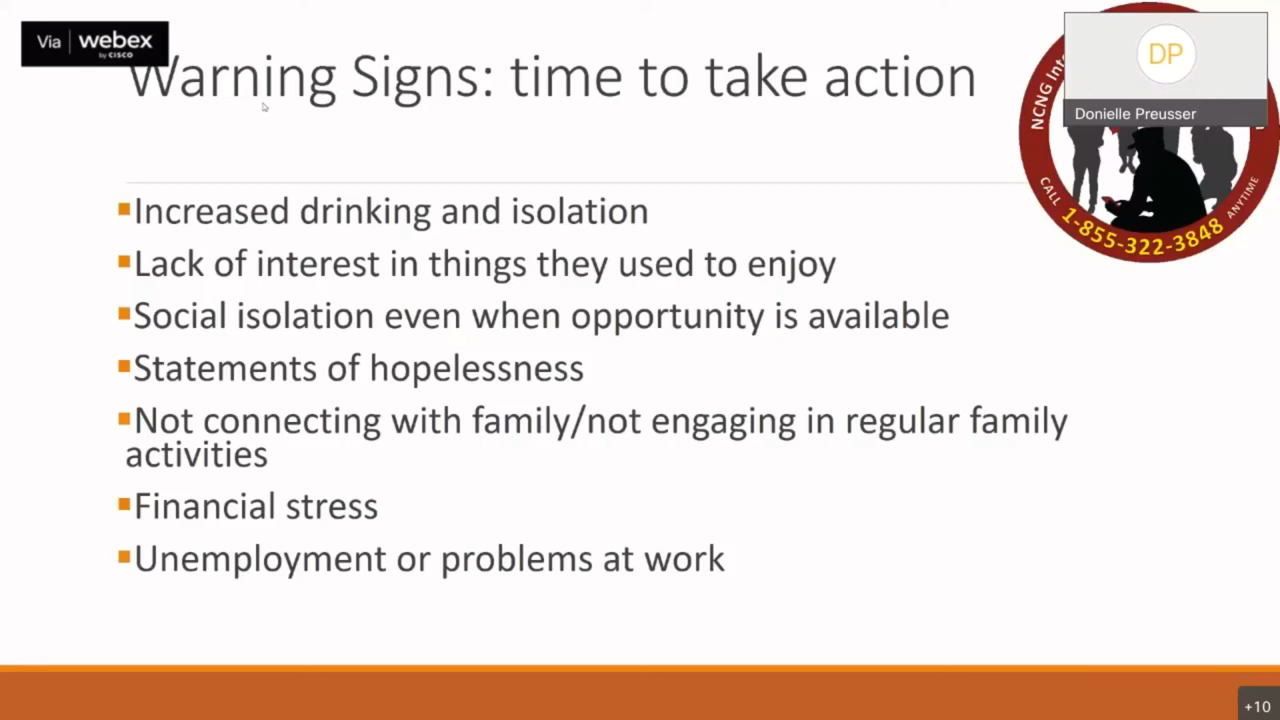 Via webex
by CISCO
Warning Signs: time to take action
DP
Donielle Preusser
NCNG
CALL 1-855-322-3848 ANYTIME
▪Increased drinking and isolation
▪Lack of interest in things they used to enjoy
▪Social isolation even when opportunity is available
▪Statements of hopelessness
▪Not connecting with family/not engaging in regular family
activities
▪Financial stress
▪Unemployment or problems at work
+10